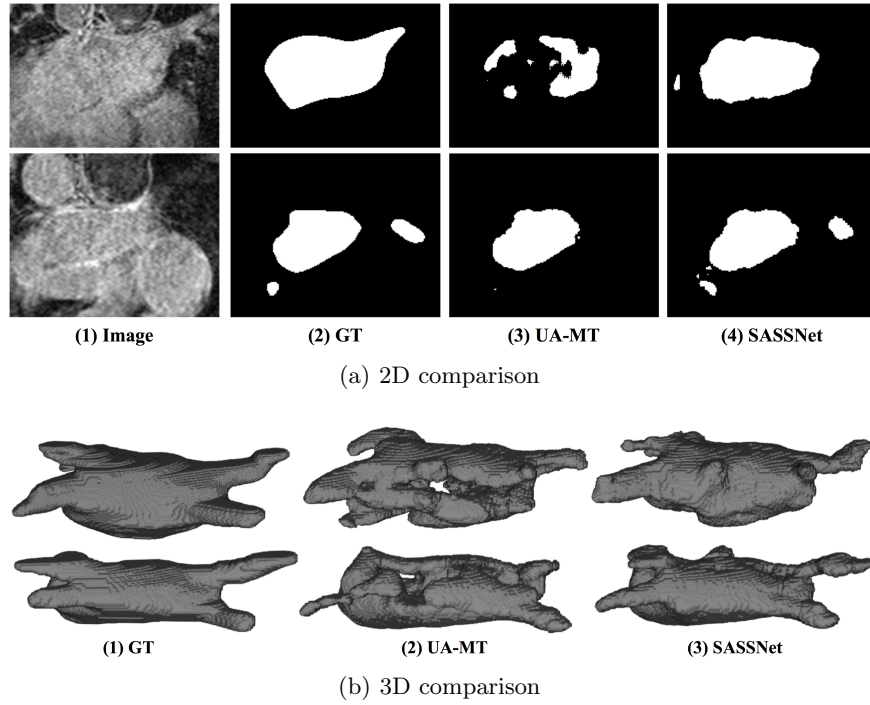 (1) Image (2) GT (3) UA-MT (4) SASSNet
(a) 2D comparison
(1) GT (2) UA-MT (3) SASSNet
(b) 3D comparison